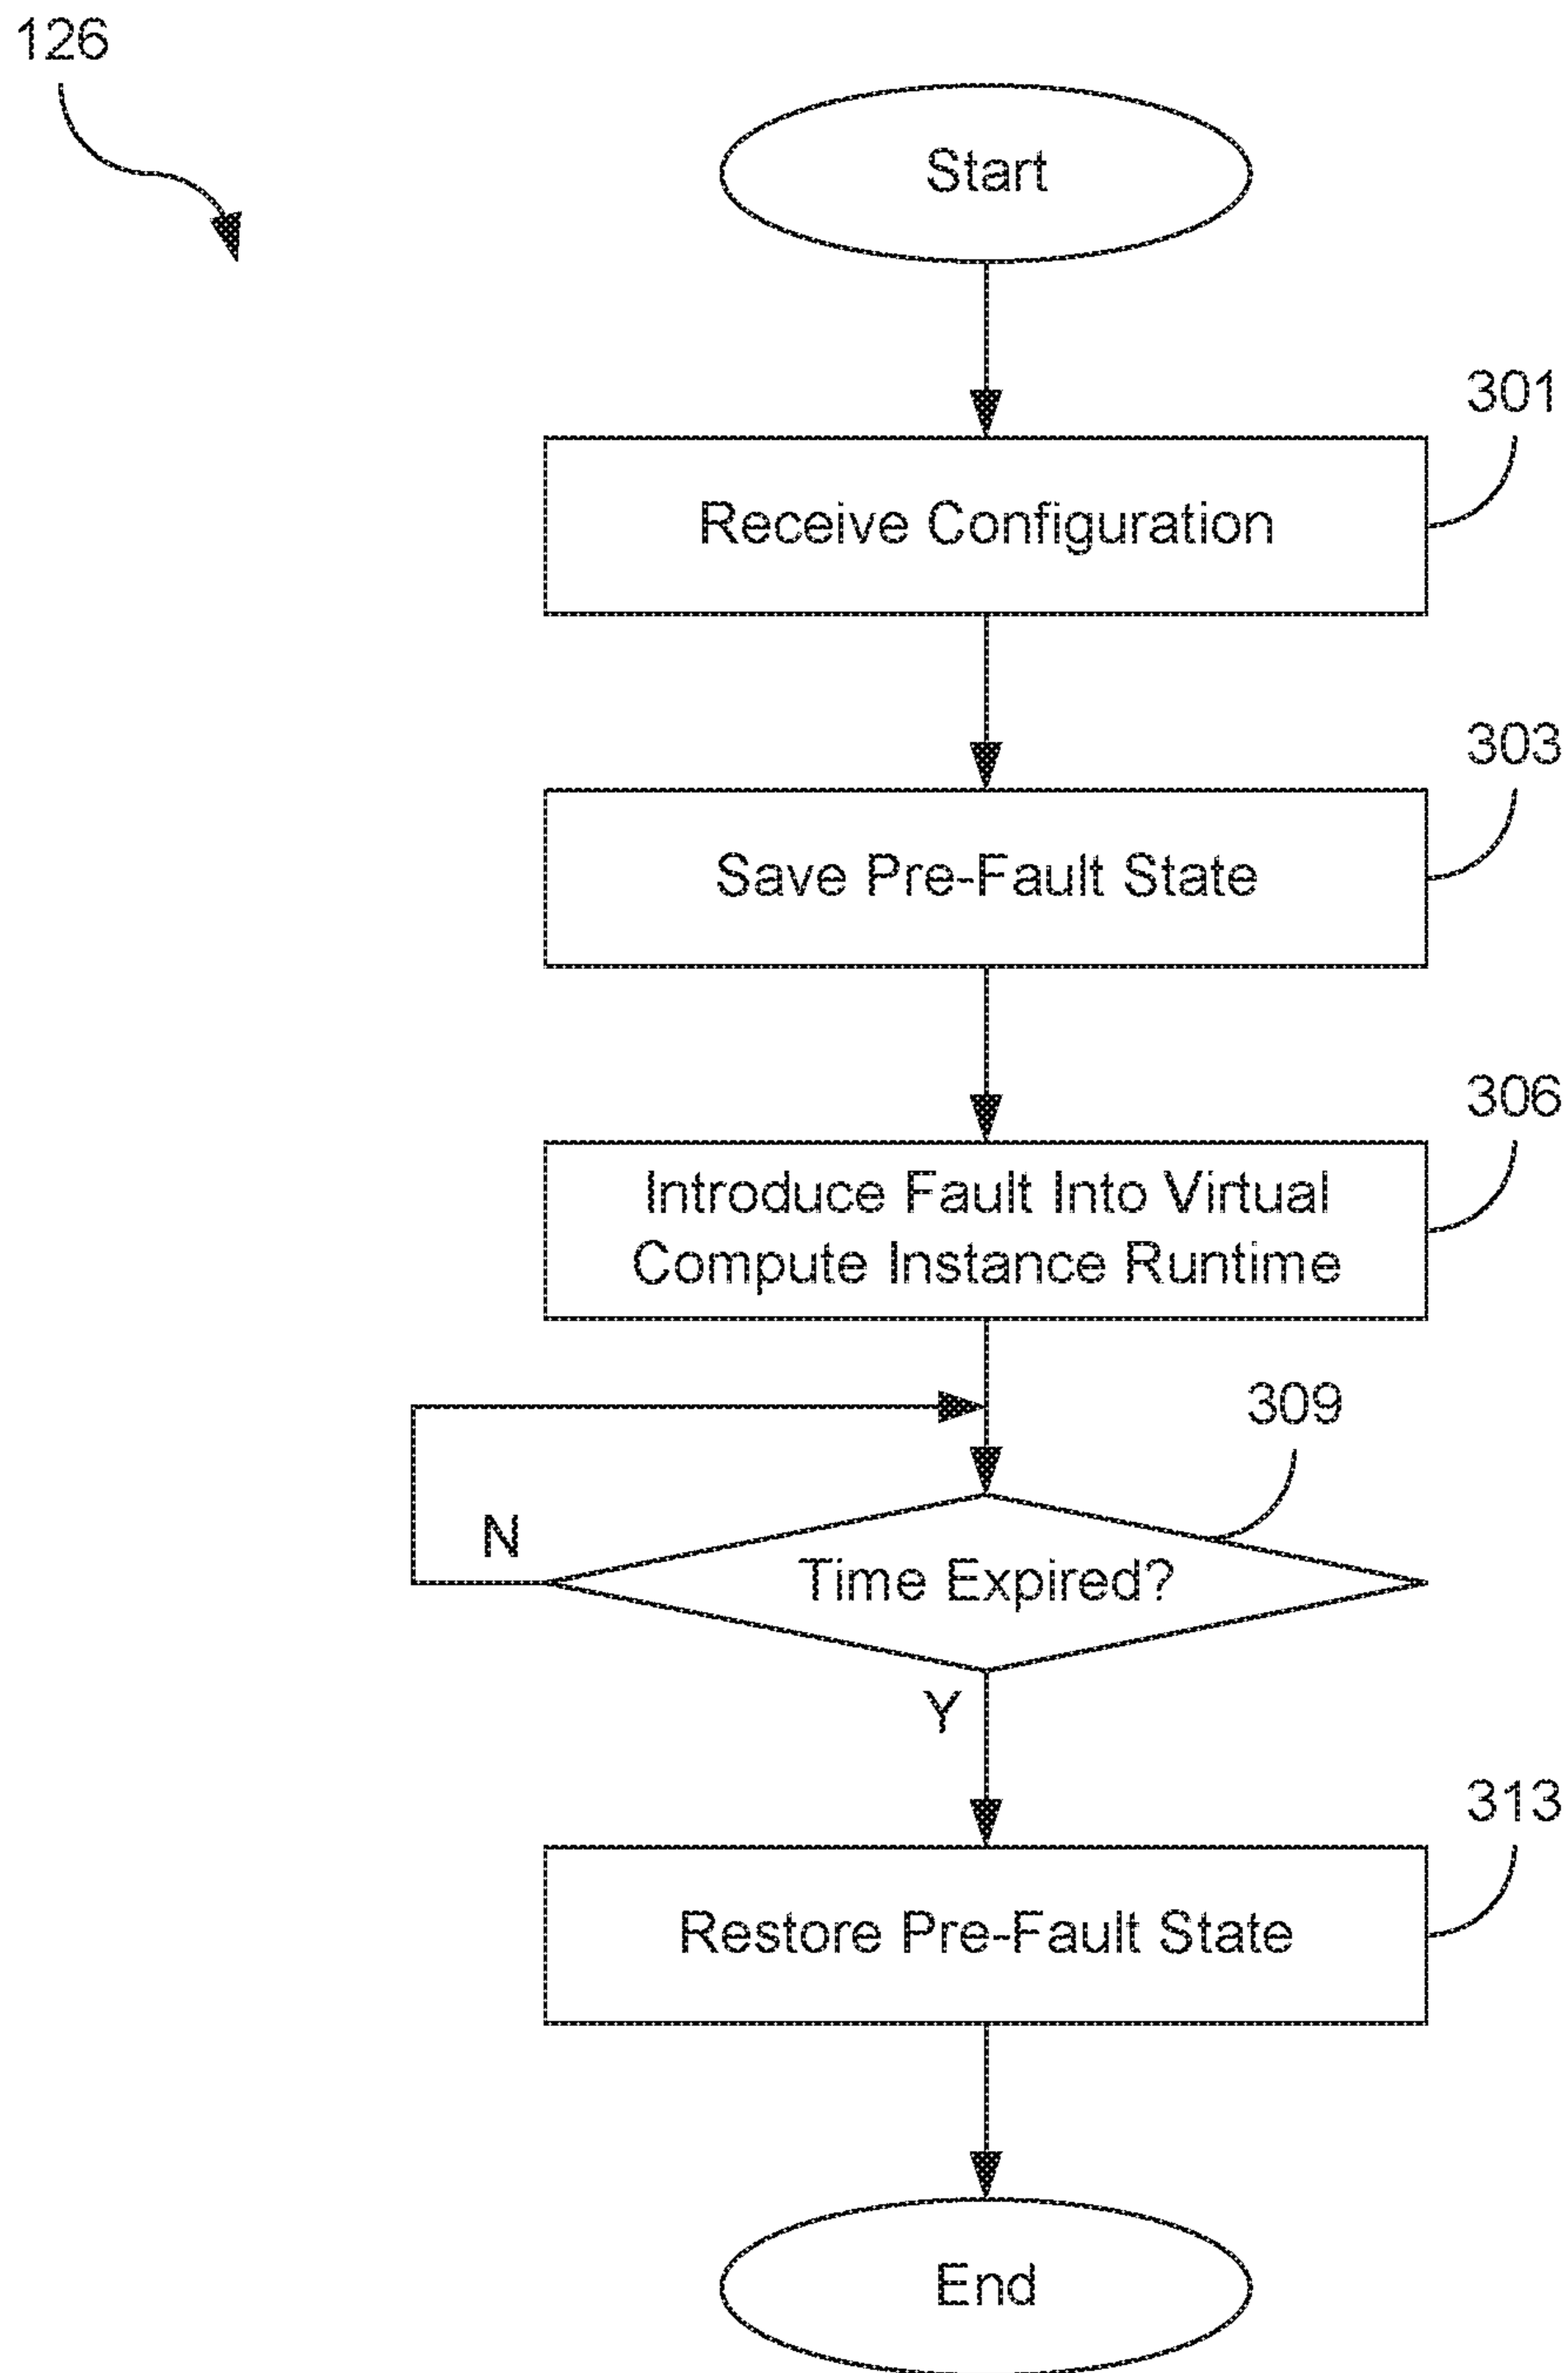 126
Start
301
Receive Configuration
303
Save Pre-Fault State
306
Introduce Fault Into Virtual
Compute Instance Runtime
309
N
Time Expired?
Y
313
Restore Pre-Fault State
End